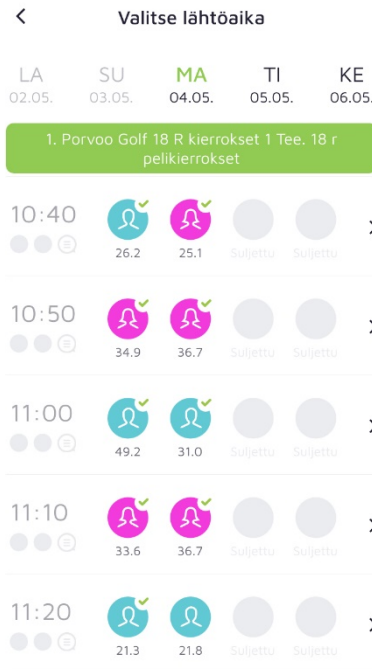 Valitse lähtöaika
LA SU MA TI KE
02.05. 03.05. 04.05. 05.05. 06.05.
1. Porvoo Golf 18 R kierrokset 1 Tee. 18 r
pelikierrokset
10:40
26.2 25.1 Suljettu Suljettu
10:50
34.9 36.7 Suljettu Suljettu
11:00
49.2 31.0 Suljettu Suljettu
11:10
33.6 36.7 Suljettu Suljettu
11:20
21.3 21.8 Suljettu Suljettu